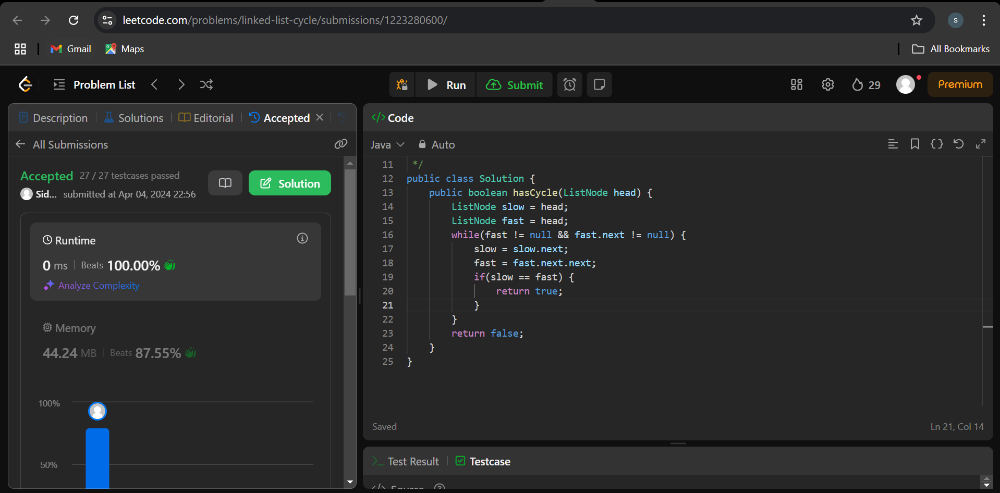 leetcode.com/problems/linked-list-cycle/submissions/1223280600/
S
Gmail Maps All Bookmarks
Problem List Run Submit 29 Premium
Description Solutions Editorial Accepted
All Submissions
Accepted 27 / 27 testcases passed
Sid... submitted at Apr 04, 2024 22:56
Solution
Runtime
0 ms Beats 100.00%
Analyze Complexity
Memory
44.24 MB Beats 87.55%
100%
50%
</> Code
Java Auto
11 */
12 public class Solution {
13 public boolean hasCycle(ListNode head) {
14 ListNode slow = head;
15 ListNode fast = head;
16 while(fast != null && fast.next != null) {
17 slow = slow.next;
18 fast = fast.next.next;
19 if(slow == fast) {
20 return true;
21 }
22 }
23 return false;
24 }
25 }
Saved Ln 21, Col 14
Test Result Testcase
</> Source